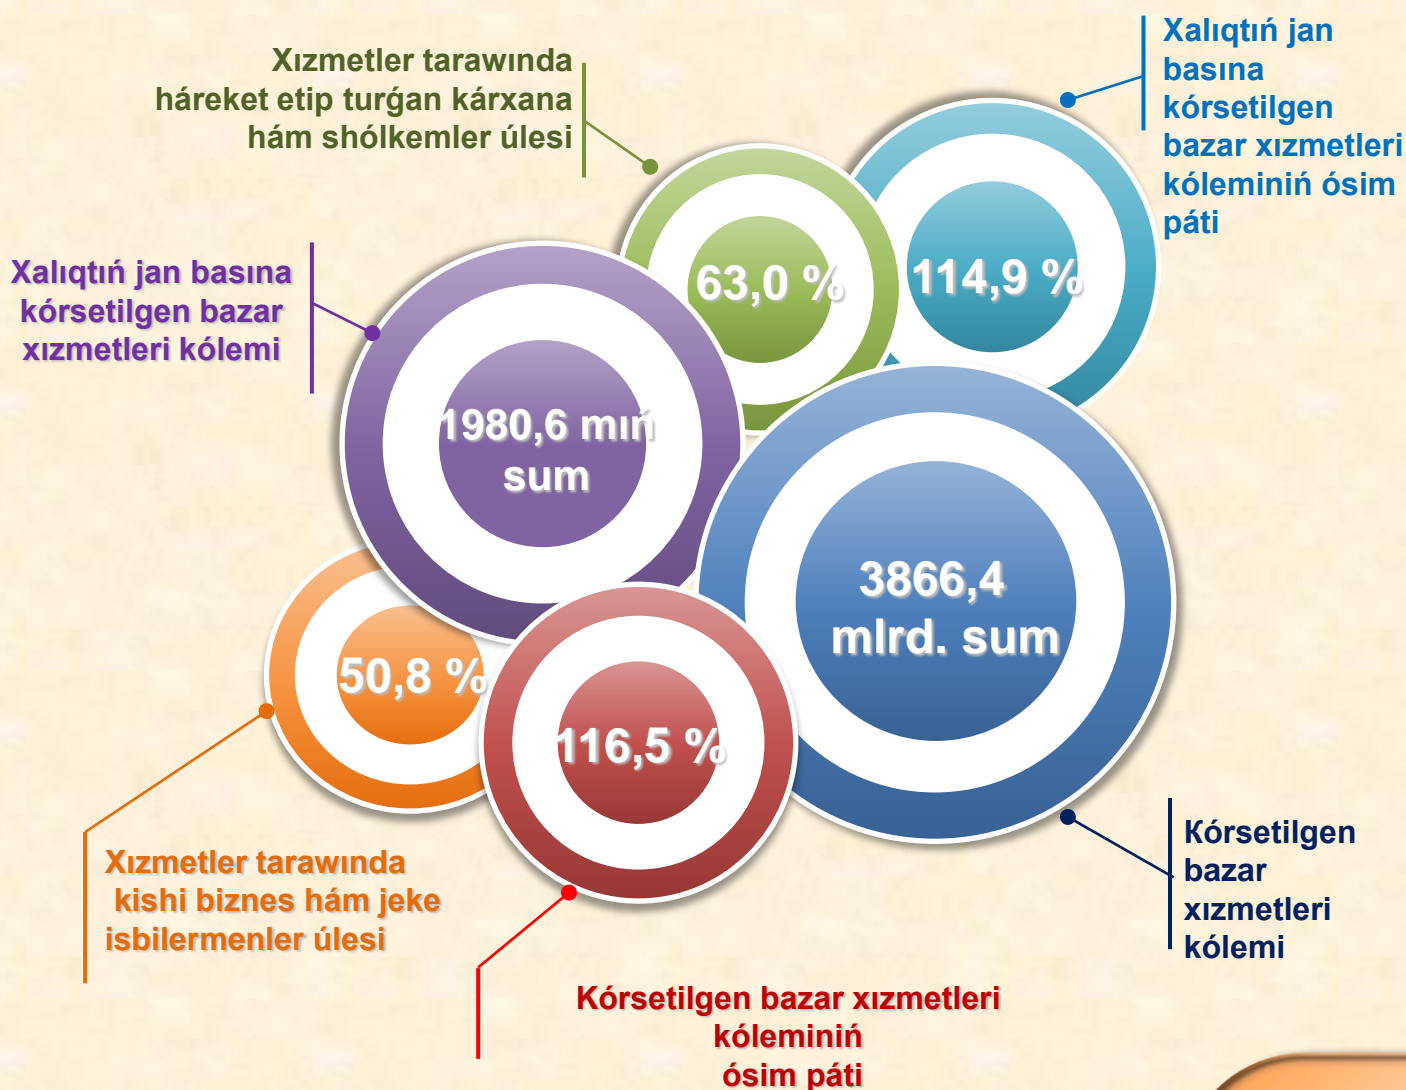 Xızmetler tarawında
háreket etip turǵan kárxana
hám shólkemler úlesi
Xalıqtıń jan
basına
kórsetilgen
bazar xızmetleri
kóleminiń ósim
páti
Xalıqtıń jan basına
kórsetilgen bazar
xızmetleri kólemi
63,0 %
114,9 %
1980,6 mıń
sum
3866,4
mlrd. sum
50,8 %
116,5 %
Xızmetler tarawında
kishi biznes hám jeke
isbilermenler úlesi
Kórsetilgen
bazar
xızmetleri
kólemi
Kórsetilgen bazar xızmetleri
kóleminiń
ósim páti